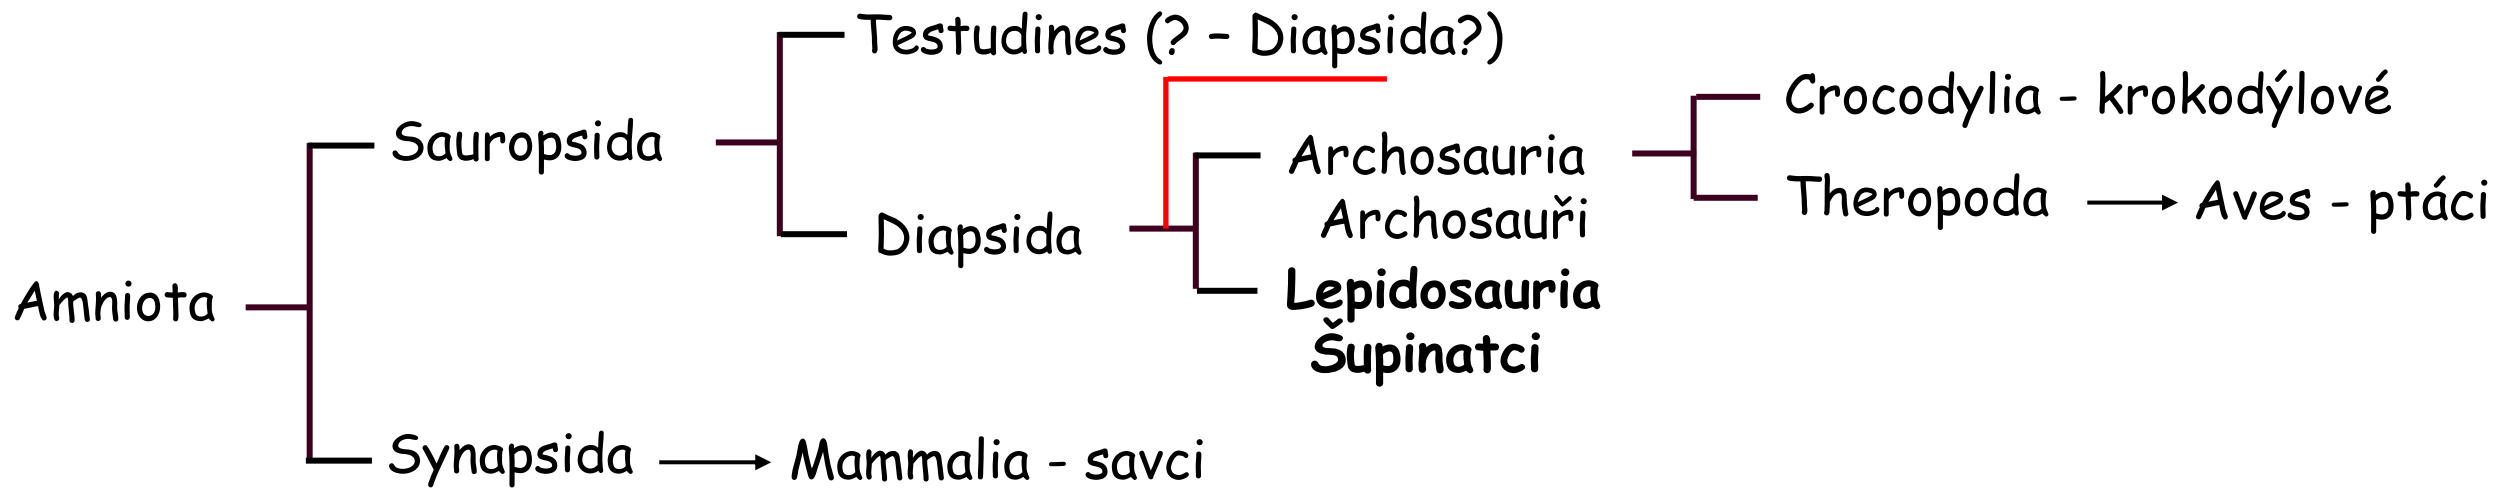 Testudines (? - Diapsida?)
Crocodylia - krokodýlové
Sauropsida
Archosauria
Archosauři
Theropoda
Aves - ptáci
Diapsida
Amniota
Lepidosauria
Šupinatci
Synapsida
Mammalia - savci